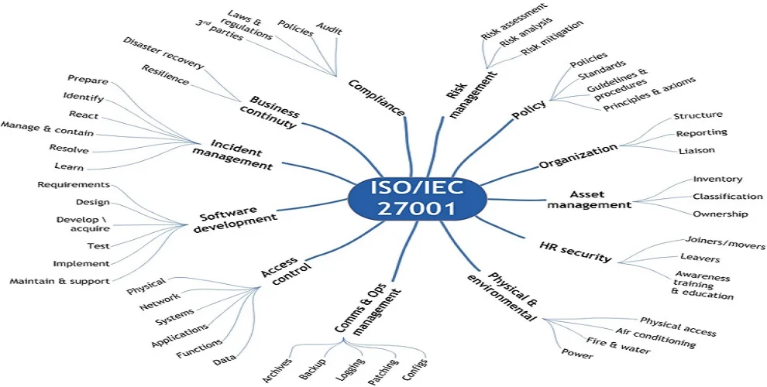 ISO/IEC
27001
Risk
management
Risk assessment
Risk analysis
Risk mitigation
Policy
Policies
Standards
Guidelines &
procedures
Principles & axioms
Organization
Structure
Reporting
Liaison
Asset
management
Inventory
Classification
Ownership
HR security
Joiners/movers
Leavers
Awareness
training
& education
Physical &
environmental
Physical access
Air conditioning
Fire & water
Power
Comms & Ops
management
Archives
Backup
Logging
Patching
Configs
Access
control
Physical
Network
Systems
Applications
Functions
Data
Software
development
Requirements
Design
Develop \
acquire
Test
Implement
Maintain & support
Incident
management
Prepare
Identify
React
Manage & contain
Resolve
Learn
Business
continuty
Disaster recovery
Resilience
Compliance
Laws &
regulations
3rd parties
Policies
Audit